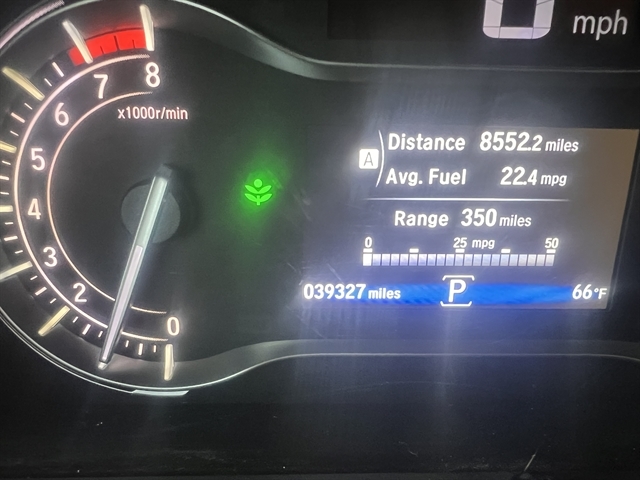 0 mph
8
7
6
x1000r/min
5
4
3
2
0
Distance 8552.2 miles
A
Avg. Fuel 22.4 mpg
Range 350 miles
0 25 mpg 50
039327 miles P 66°F